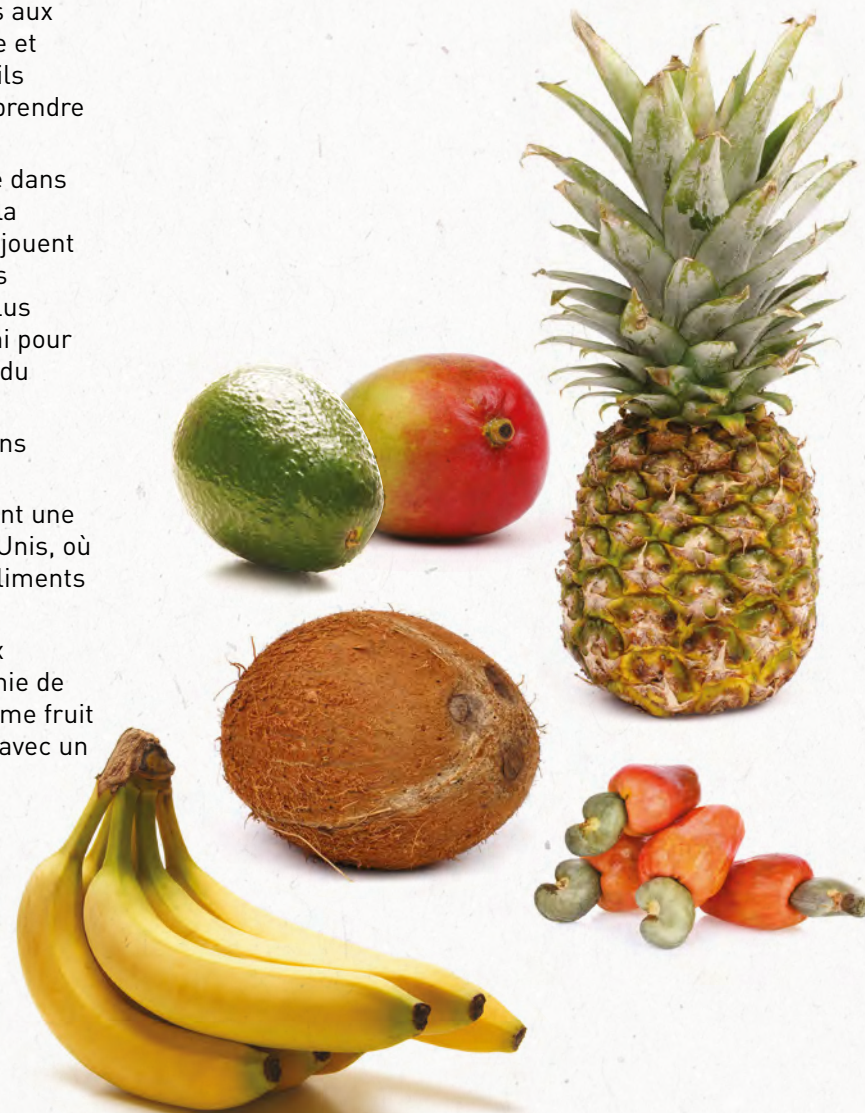 s aux
e et
ils
prendre
e dans
la
jouent
s
lus
ni pour
du
ns
nt une
Unis, où
liments
x
nie de
me fruit
avec un